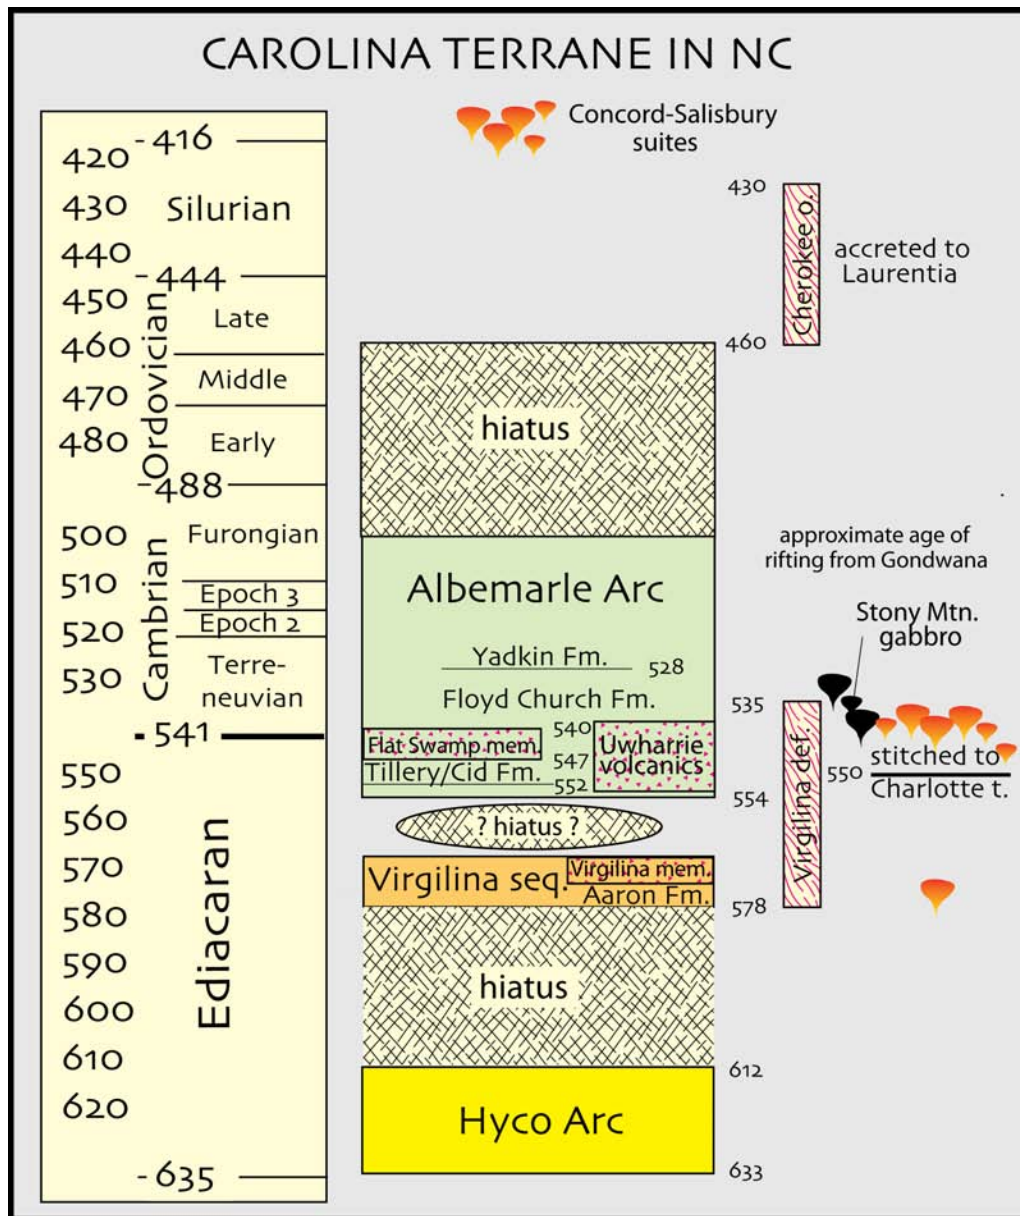 CAROLINA TERRANE IN NC
- 416
420
430
440
- 444
450
460
470
480
- 488
500
510
520
530
- 541
550
560
570
580
590
600
610
620
- 635
Silurian
Ordovician
Late
Middle
Early
Cambrian
Furongian
Epoch 3
Epoch 2
Terre-
neuvian
Ediacaran
hiatus
Albemarle Arc
Yadkin Fm.
528
Floyd Church Fm.
540
Flat Swamp mem.
547
Tillery/Cid Fm.
552
Uwharrie
volcanics
? hiatus ?
Virgilina seq.
Virgilina mem.
Aaron Fm.
hiatus
Hyco Arc
Concord-Salisbury
suites
430
Cherokee o.
460
accreted to
Laurentia
approximate age of
rifting from Gondwana
Stony Mtn.
gabbro
535
Virgilina def.
554
578
550
stitched to
Charlotte t.
612
633